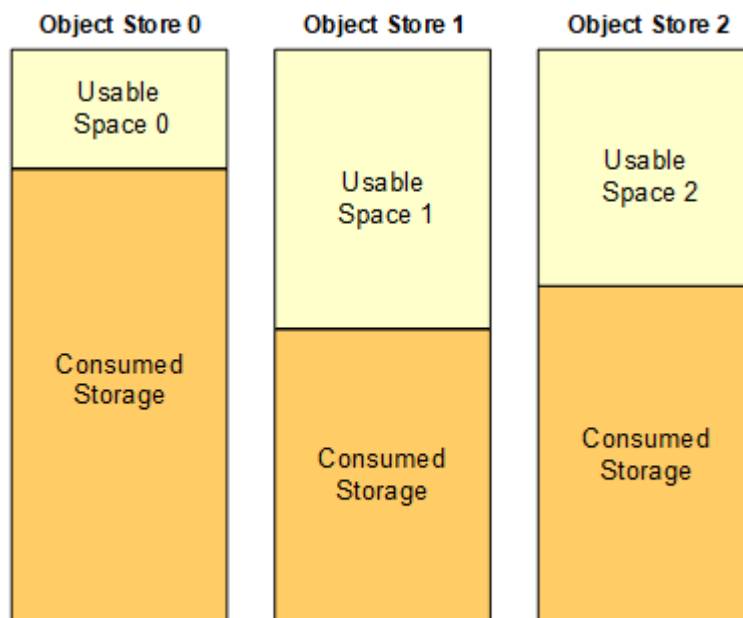 Object Store 0
Object Store 1
Object Store 2
Usable
Space 0
Usable
Space 1
Usable
Space 2
Consumed
Storage
Consumed
Storage
Consumed
Storage